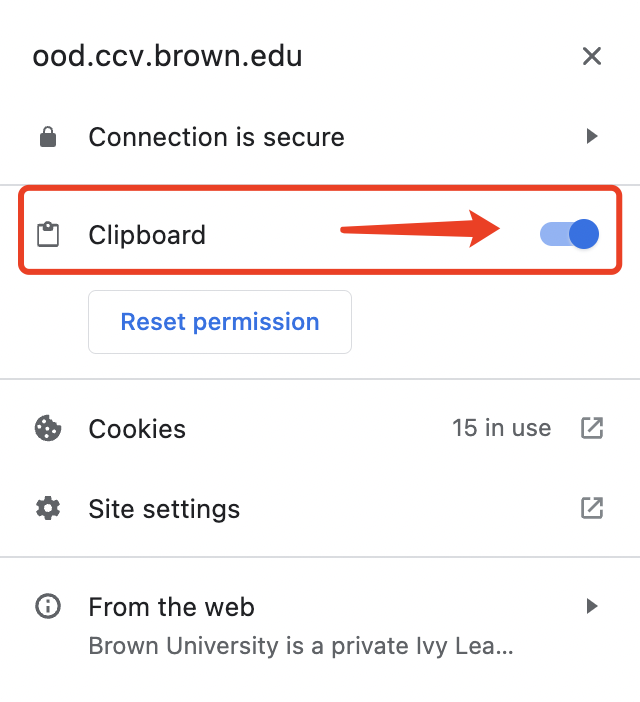 ood.ccv.brown.edu
Connection is secure
Clipboard
Reset permission
Cookies 15 in use
Site settings
From the web
Brown University is a private Ivy Lea...